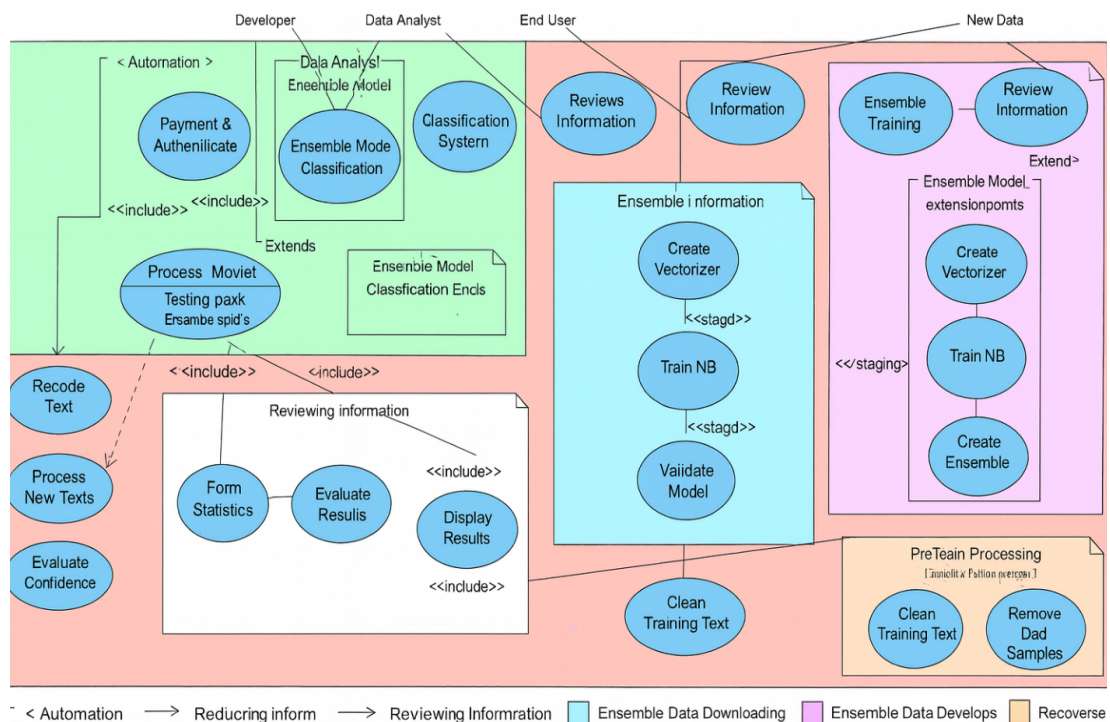 Developer
Data Analyst
End User
New Data
< Automation >
Data Analyst
Eneenble Model
Payment &
Authenilicate
Ensemble Mode
Classification
Classification
Systern
Reviews
Information
Review
Information
Ensemble
Training
Review
Intormation
Extend>
<<include>>
<<include>>
Extends
Ensemble information
Ensemble Model
extensionpomts
Process Moviet
Testing paxk
Ersambe spid's
Ensenbie Model
Classfication Encls
Create
Vectorizer
<<stagd>>
Train NB
<<stagd>>
Vaiidate
Model
Create
Vectorizer
Train NB
<</staging>
Create
Ensemble
Recode
Text
<<include>>
<include>>
Reviewing information
Process
New Texts
Form
Statistics
Evaluate
Resulis
<<include>>
Display
Results
<<include>>
Evaluate
Confidence
Clean
Training Text
PreTeain Processing
Clean
Training Text
Remove
Dad
Samples
< Automation
Reducring inform
Reviewing Informration
Ensemble Data Downloading
Ensemble Data Develops
Recoverse